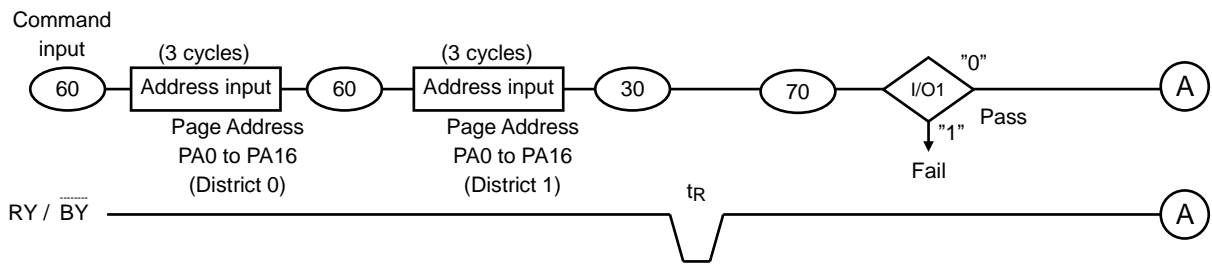 Command
input
(3 cycles)
(3 cycles)
60
Address input
60
Address input
30
70
I/O1
"0"
A
Pass
"1"
Fail
Page Address
PA0 to PA16
(District 0)
Page Address
PA0 to PA16
(District 1)
tR
RY / BY
A